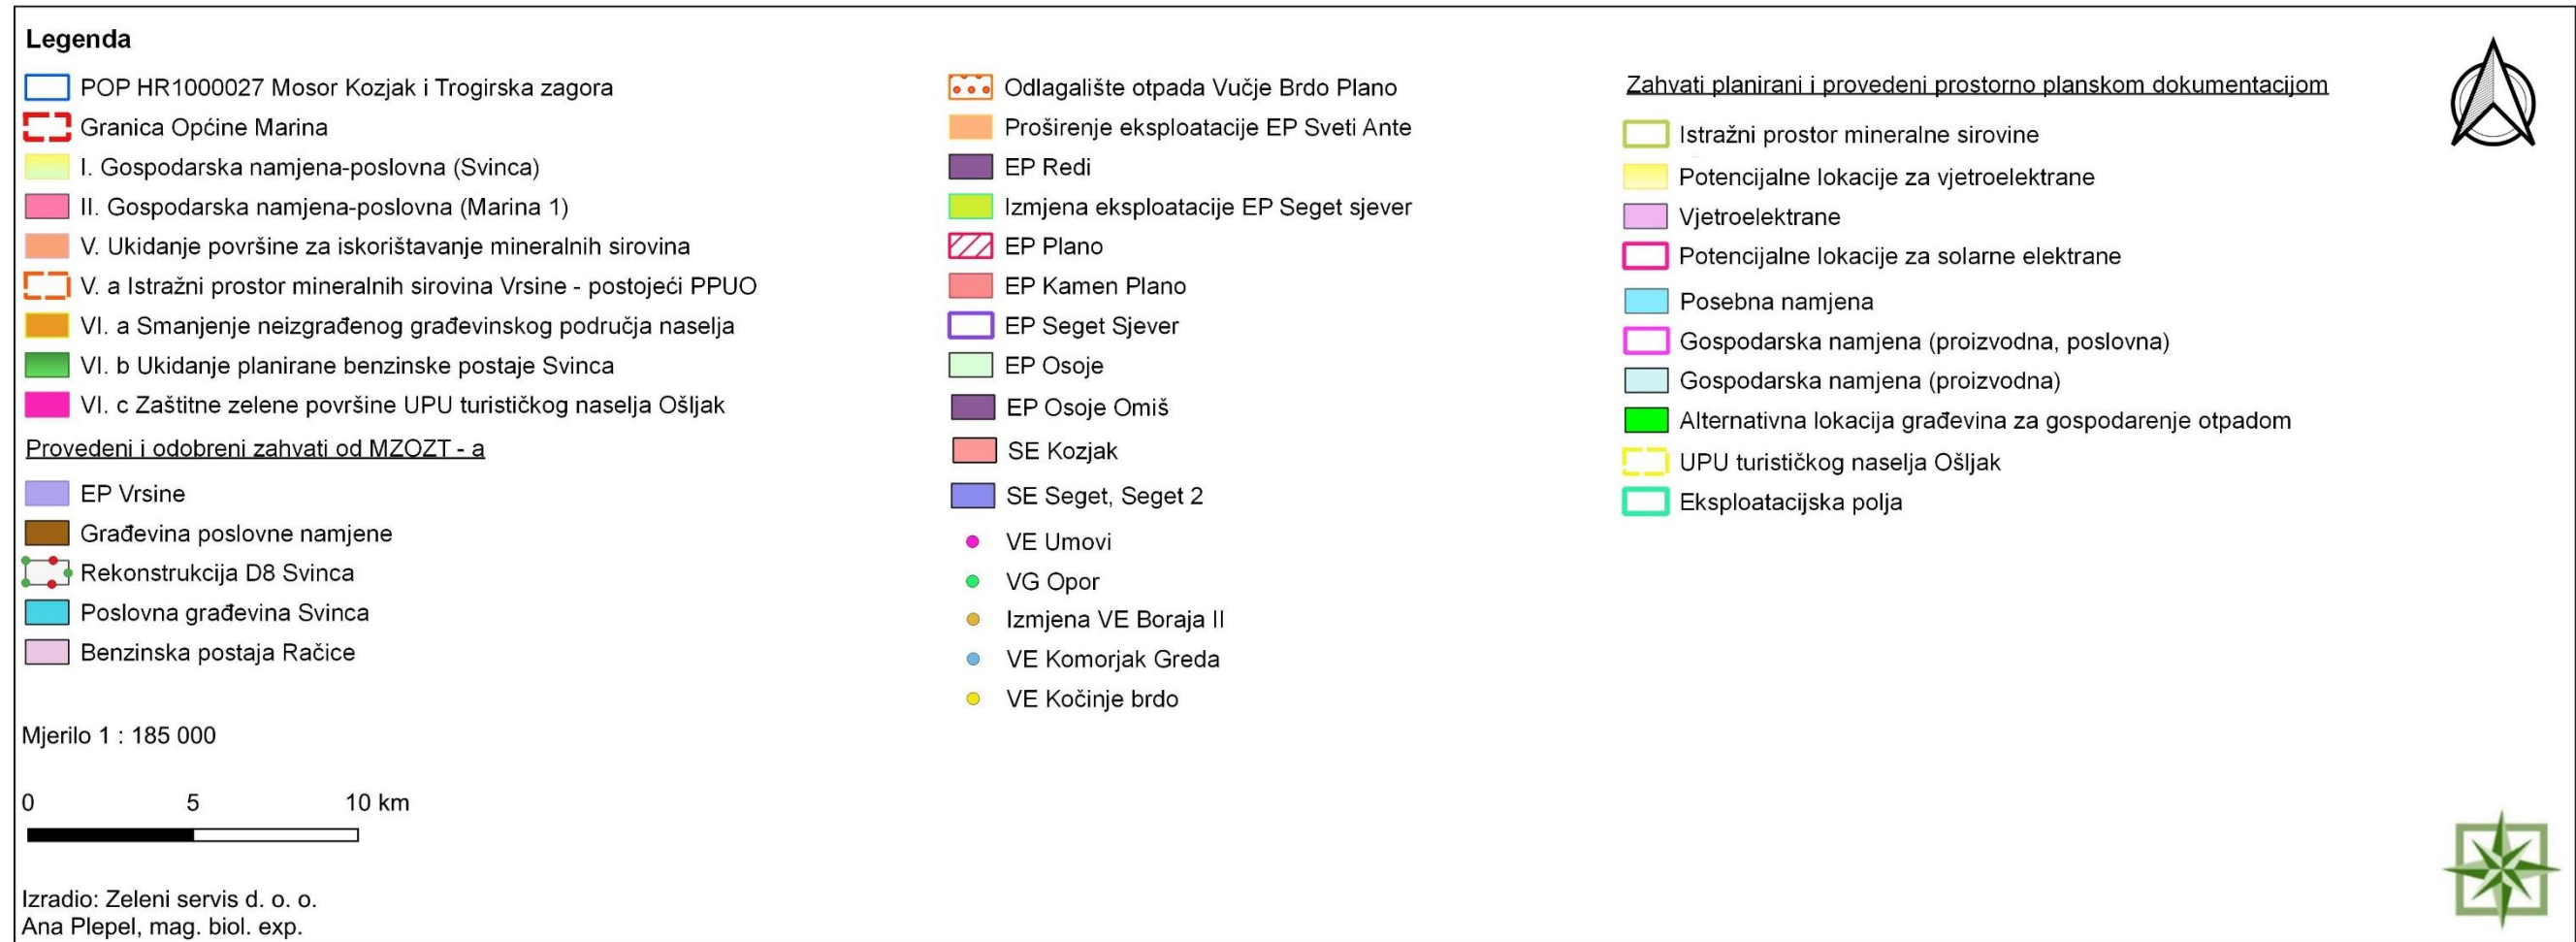 Legenda
POP HR1000027 Mosor Kozjak i Trogirska zagora
Granica Općine Marina
I. Gospodarska namjena-poslovna (Svinca)
II. Gospodarska namjena-poslovna (Marina 1)
V. Ukidanje površine za iskorištavanje mineralnih sirovina
V. a Istražni prostor mineralnih sirovina Vrsine - postojeći PPUO
VI. a Smanjenje neizgrađenog građevinskog područja naselja
VI. b Ukidanje planirane benzinske postaje Svinca
VI. c Zaštitne zelene površine UPU turističkog naselja Ošljak
Provedeni i odobreni zahvati od MZOZT - a
EP Vrsine
Građevina poslovne namjene
Rekonstrukcija D8 Svinca
Poslovna građevina Svinca
Benzinska postaja Račice
Odlagalište otpada Vučje Brdo Plano
Proširenje eksploatacije EP Sveti Ante
EP Redi
Izmjena eksploatacije EP Seget sjever
EP Plano
EP Kamen Plano
EP Seget Sjever
EP Osoje
EP Osoje Omiš
SE Kozjak
SE Seget, Seget 2
VE Umovi
VG Opor
Izmjena VE Boraja II
VE Komorjak Greda
VE Kočinje brdo
Zahvati planirani i provedeni prostorno planskom dokumentacijom
Istražni prostor mineralne sirovine
Potencijalne lokacije za vjetroelektrane
Vjetroelektrane
Potencijalne lokacije za solarne elektrane
Posebna namjena
Gospodarska namjena (proizvodna, poslovna)
Gospodarska namjena (proizvodna)
Alternativna lokacija građevina za gospodarenje otpadom
UPU turističkog naselja Ošljak
Eksploatacijska polja
Mjerilo 1 : 185 000
0 5 10 km
Izradio: Zeleni servis d. o. o.
Ana Plepel, mag. biol. exp.